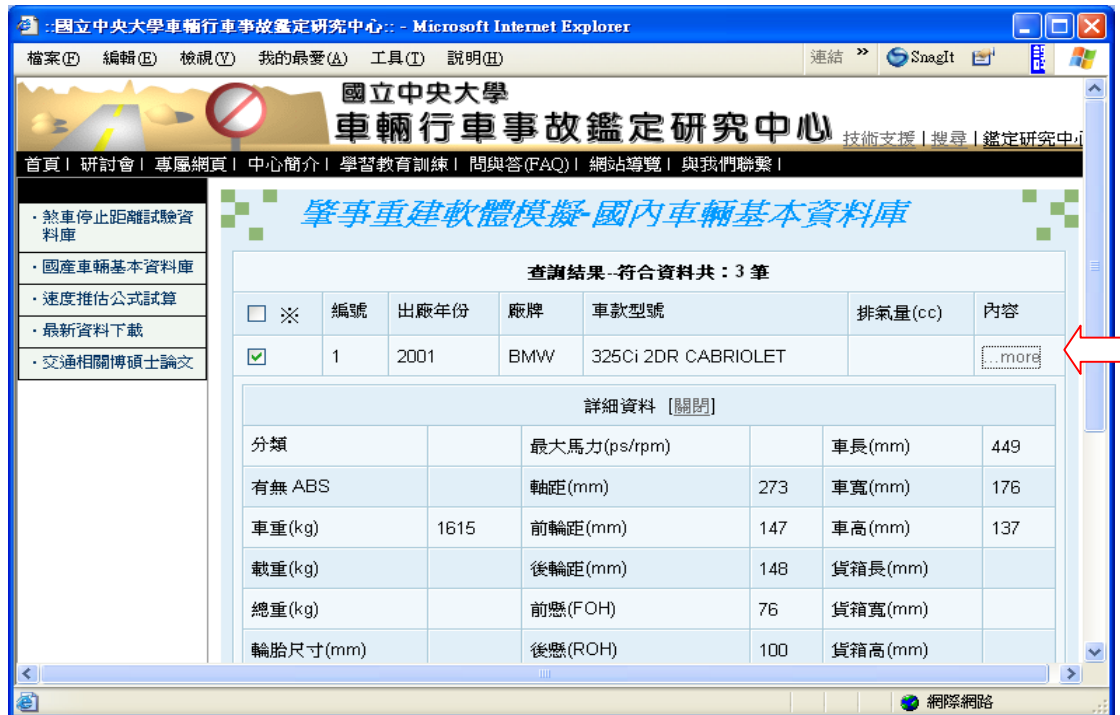 ::國立中央大學車輛行車事故鑑定研究中心:: - Microsoft Internet Explorer
檔案(F) 編輯(E) 檢視(V) 我的最愛(A) 工具(T) 說明(H) 連結 » SnagIt
國立中央大學
車輛行車事故鑑定研究中心 技術支援 | 搜尋 | 鑑定研究中心
首頁 | 研討會 | 專屬網頁 | 中心簡介 | 學習教育訓練 | 問與答(FAQ) | 網站導覽 | 與我們聯繫 |
· 煞車停止距離試驗資
料庫
· 國產車輛基本資料庫
· 速度推估公式試算
· 最新資料下載
· 交通相關博碩士論文
肇事重建軟體模擬-國內車輛基本資料庫
查詢結果--符合資料共：3 筆
※ 編號 出廠年份 廠牌 車款型號 排氣量(cc) 內容
1 2001 BMW 325Ci 2DR CABRIOLET ...more
詳細資料 [關閉]
分類 最大馬力(ps/rpm) 車長(mm) 449
有無 ABS 軸距(mm) 273 車寬(mm) 176
車重(kg) 1615 前輪距(mm) 147 車高(mm) 137
載重(kg) 後輪距(mm) 148 貨箱長(mm)
總重(kg) 前懸(FOH) 76 貨箱寬(mm)
輪胎尺寸(mm) 後懸(ROH) 100 貨箱高(mm)
網際網路